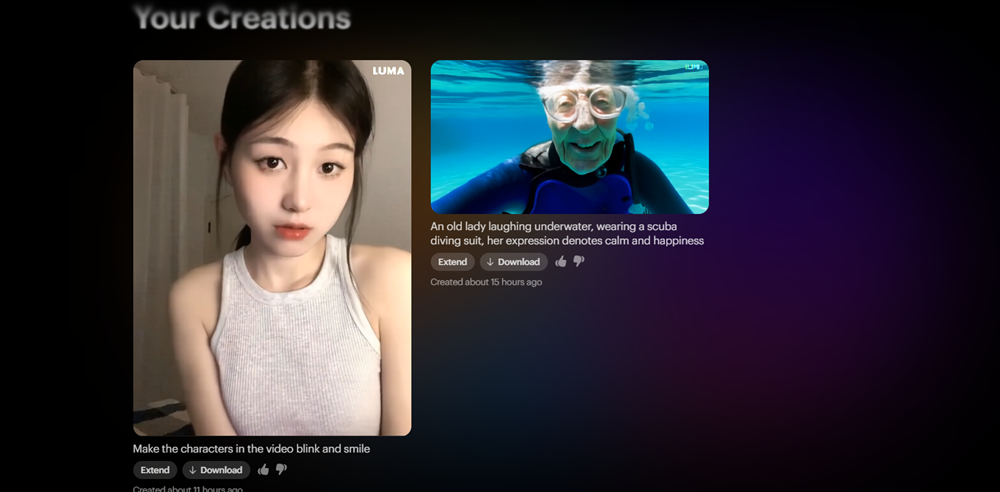 Your Creations
LUMA
Make the characters in the video blink and smile
Extend
Download
Created about 11 hours ago
An old lady laughing underwater, wearing a scuba
diving suit, her expression denotes calm and happiness
Extend
Download
Created about 15 hours ago